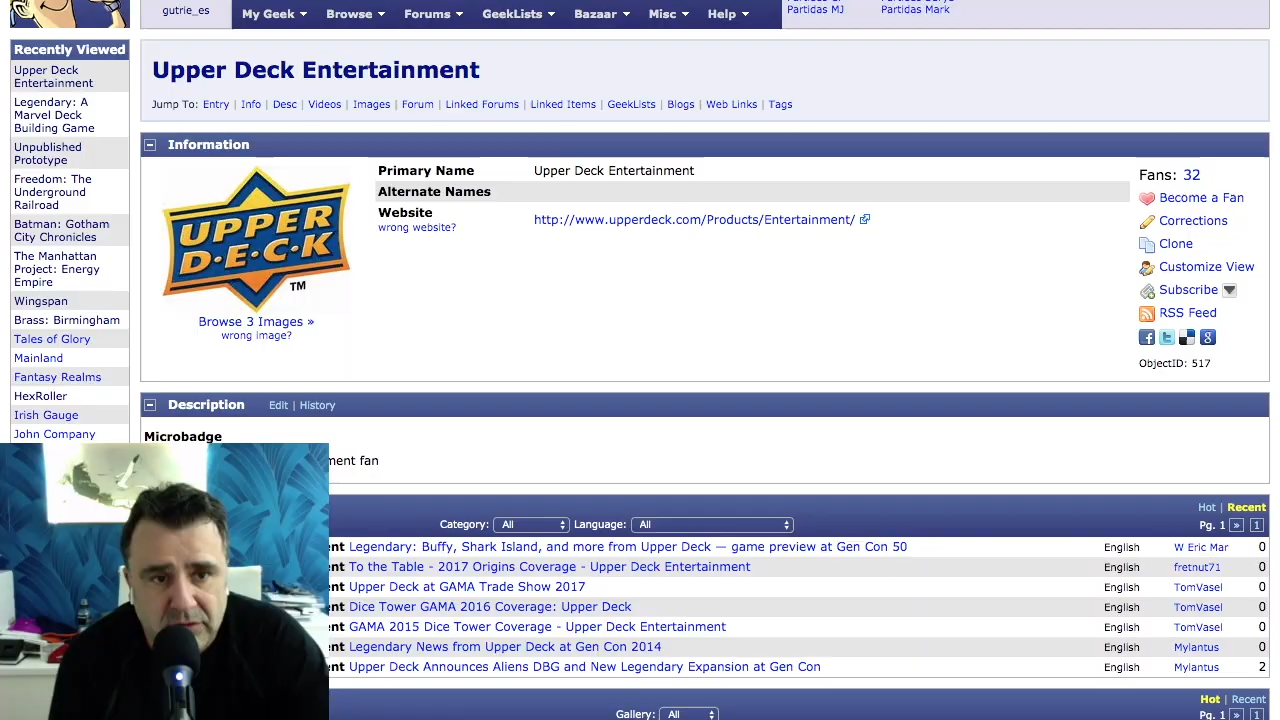 gutrie_es
My Geek
Browse
Forums
GeekLists
Bazaar
Misc
Help
Partidas MJ
Partidas Mark
Recently Viewed
Upper Deck
Entertainment
Legendary: A
Marvel Deck
Building Game
Unpublished
Prototype
Freedom: The
Underground
Railroad
Batman: Gotham
City Chronicles
The Manhattan
Project: Energy
Empire
Wingspan
Brass: Birmingham
Tales of Glory
Mainland
Fantasy Realms
HexRoller
Irish Gauge
John Company
Upper Deck Entertainment
Jump To: Entry | Info | Desc | Videos | Images | Forum | Linked Forums | Linked Items | GeekLists | Blogs | Web Links | Tags
Information
UPPER
D·E·C·K
TM
Browse 3 Images »
wrong image?
Primary Name Upper Deck Entertainment
Alternate Names
Website http://www.upperdeck.com/Products/Entertainment/
wrong website?
Fans: 32
Become a Fan
Corrections
Clone
Customize View
Subscribe
RSS Feed
ObjectID: 517
Description Edit | History
Microbadge
ment fan
Hot | Recent
Category: All Language: All Pg. 1 » 1
nt Legendary: Buffy, Shark Island, and more from Upper Deck — game preview at Gen Con 50 English W Eric Mar 0
nt To the Table - 2017 Origins Coverage - Upper Deck Entertainment English fretnut71 0
nt Upper Deck at GAMA Trade Show 2017 English TomVasel 0
nt Dice Tower GAMA 2016 Coverage: Upper Deck English TomVasel 0
nt GAMA 2015 Dice Tower Coverage - Upper Deck Entertainment English TomVasel 0
nt Legendary News from Upper Deck at Gen Con 2014 English Mylantus 0
nt Upper Deck Announces Aliens DBG and New Legendary Expansion at Gen Con English Mylantus 2
Hot | Recent
Gallery: All Pg. 1 » 1